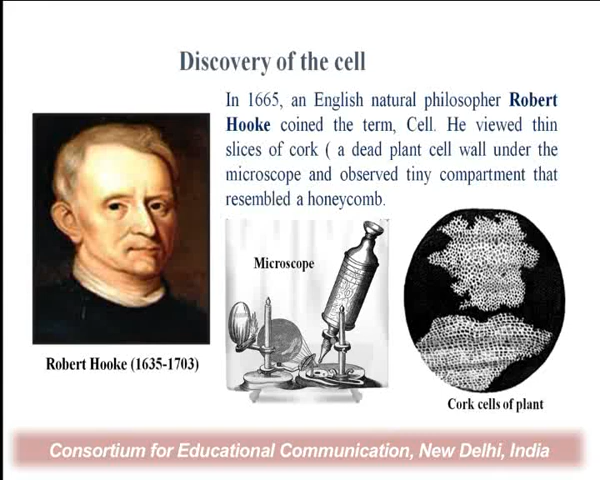 Discovery of the cell
In 1665, an English natural philosopher Robert
Hooke coined the term, Cell. He viewed thin
slices of cork ( a dead plant cell wall under the
microscope and observed tiny compartment that
resembled a honeycomb.
Microscope
Robert Hooke (1635-1703)
Cork cells of plant
Consortium for Educational Communication, New Delhi, India